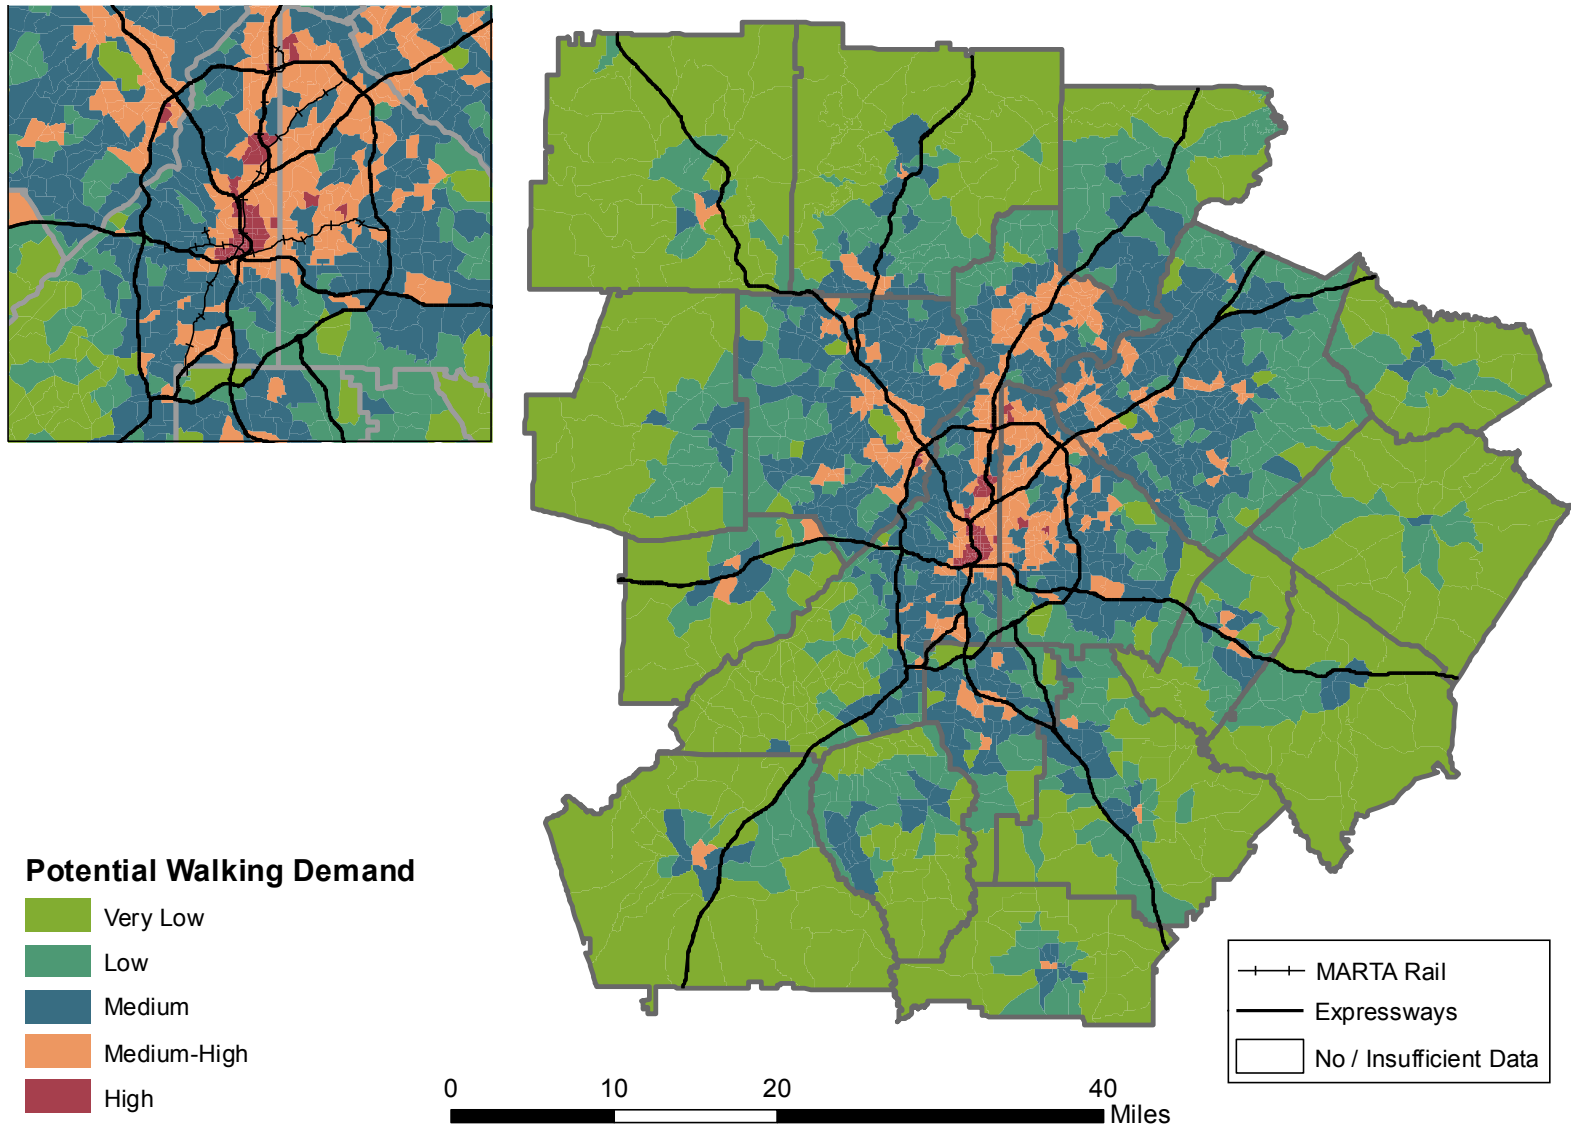 Potential Walking Demand
Very Low
Low
Medium
Medium-High
High
0 10 20 40
Miles
MARTA Rail
Expressways
No / Insufficient Data